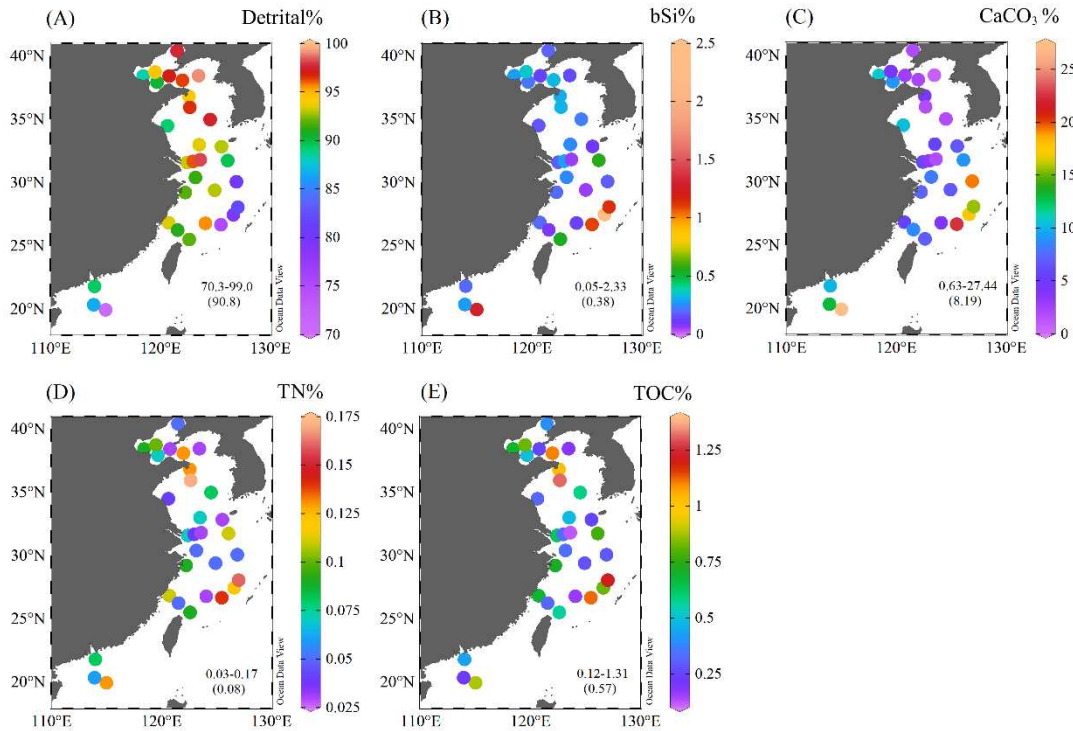 (A) Detrital%
(B) bSi%
(C) CaCO₃ %
40°N
35°N
30°N
25°N
20°N
110°E 120°E 130°E
100
95
90
85
80
75
70
70.3-99.0
(90.8)
Ocean Data View
40°N
35°N
30°N
25°N
20°N
110°E 120°E 130°E
2.5
2
1.5
1
0.5
0
0.05-2.33
(0.38)
Ocean Data View
40°N
35°N
30°N
25°N
20°N
110°E 120°E 130°E
25
20
15
10
5
0
0.63-27.44
(8.19)
Ocean Data View
(D) TN%
(E) TOC%
40°N
35°N
30°N
25°N
20°N
110°E 120°E 130°E
0.175
0.15
0.125
0.1
0.075
0.05
0.025
0.03-0.17
(0.08)
Ocean Data View
40°N
35°N
30°N
25°N
20°N
110°E 120°E 130°E
1.25
1
0.75
0.5
0.25
0.12-1.31
(0.57)
Ocean Data View